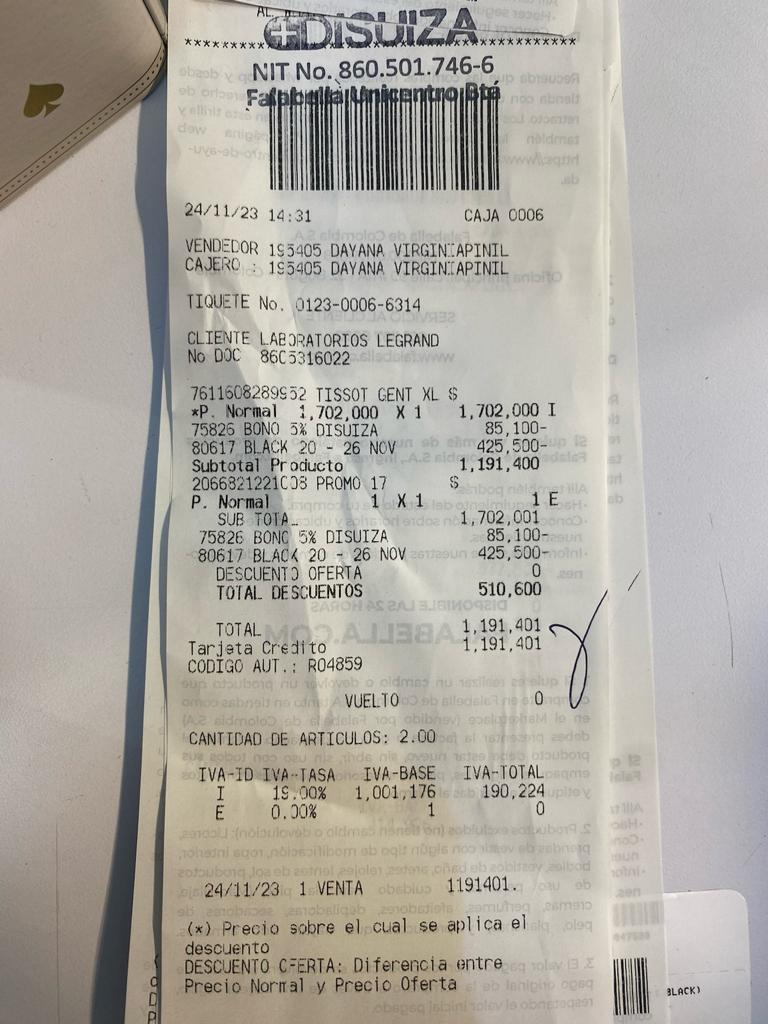 DISUIZA
****************************************
NIT No. 860.501.746-6
Falabella Unicentro Btá
24/11/23 14:31 CAJA 0006
VENDEDOR 195405 DAYANA VIRGINIAPINIL
CAJERO : 195405 DAYANA VIRGINIAPINIL
TIQUETE No. 0123-0006-6314
CLIENTE LABORATORIOS LEGRAND
No DOC 8605316022
7611608289952 TISSOT GENT XL $
*P. Normal 1,702,000 X 1 1,702,000 I
75826 BONO 5% DISUIZA 85,100-
80617 BLACK 20 - 26 NOV 425,500-
Subtotal Producto 1,191,400
2066821221008 PROMO 17 $
P. Normal 1 X 1 1 E
SUB TOTAL 1,702,001
75826 BONO 5% DISUIZA 85,100-
80617 BLACK 20 - 26 NOV 425,500-
DESCUENTO OFERTA 0
TOTAL DESCUENTOS 510,600
TOTAL 1,191,401
Tarjeta Credito 1,191,401
CODIGO AUT.: R04859
VUELTO 0
CANTIDAD DE ARTICULOS: 2.00
IVA-ID IVA-TASA IVA-BASE IVA-TOTAL
I 19.00% 1,001,176 190,224
E 0.00% 1 0
24/11/23 1 VENTA 1191401.
(*) Precio sobre el cual se aplica el
descuento
DESCUENTO OFERTA: Diferencia entre
Precio Normal y Precio Oferta
BLACK)